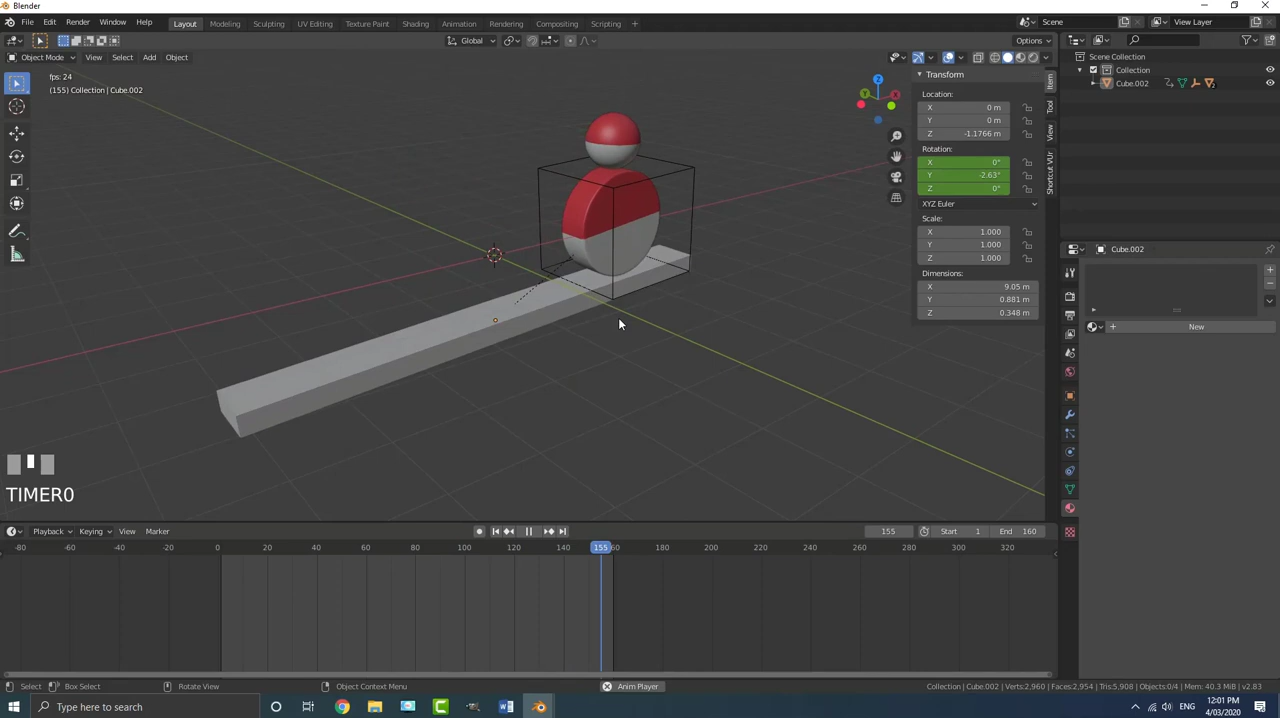 Blender
File Edit Render Window Help Layout Modeling Sculpting UV Editing Texture Paint Shading Animation Rendering Compositing Scripting + Scene View Layer
Global Options
Object Mode View Select Add Object
fps: 24
(155) Collection | Cube.002
Z
Y
X
Transform
Location:
X 0 m
Y 0 m
Z -1.1766 m
Rotation:
X 0°
Y -2.63°
Z 0°
XYZ Euler
Scale:
X 1.000
Y 1.000
Z 1.000
Dimensions:
X 9.05 m
Y 0.881 m
Z 0.348 m
Item
Tool
View
Shortcut VUr
Scene Collection
Collection
Cube.002
Cube.002
+ New
TIMER0
Playback Keying View Marker 155 Start 1 End 160
-80 -60 -40 -20 0 20 40 60 80 100 120 140 155 60 180 200 220 240 260 280 300 320
Select Box Select Rotate View Object Context Menu Anim Player Collection | Cube.002 | Verts:2,960 | Faces:2,954 | Tris:5,908 | Objects:0/4 | Mem: 40.3 MiB | v2.83
Type here to search ENG 12:01 PM
4/03/2020